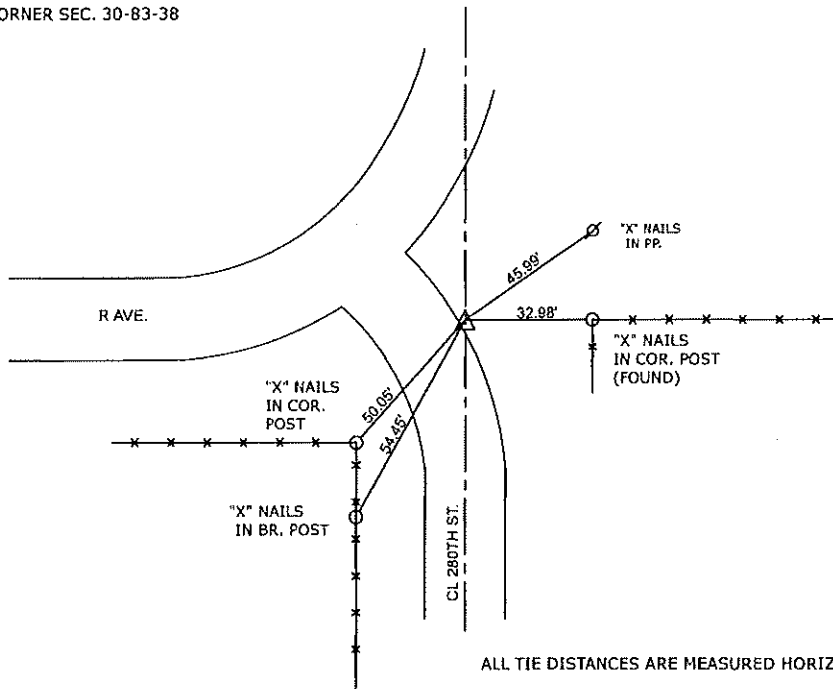 ORNER SEC. 30-83-38
"X" NAILS
IN PP.
45.99'
R AVE.
32.98'
"X" NAILS
IN COR. POST
(FOUND)
"X" NAILS
IN COR.
POST
50.05'
54.45'
"X" NAILS
IN BR. POST
CL 280TH ST.
ALL TIE DISTANCES ARE MEASURED HORIZ